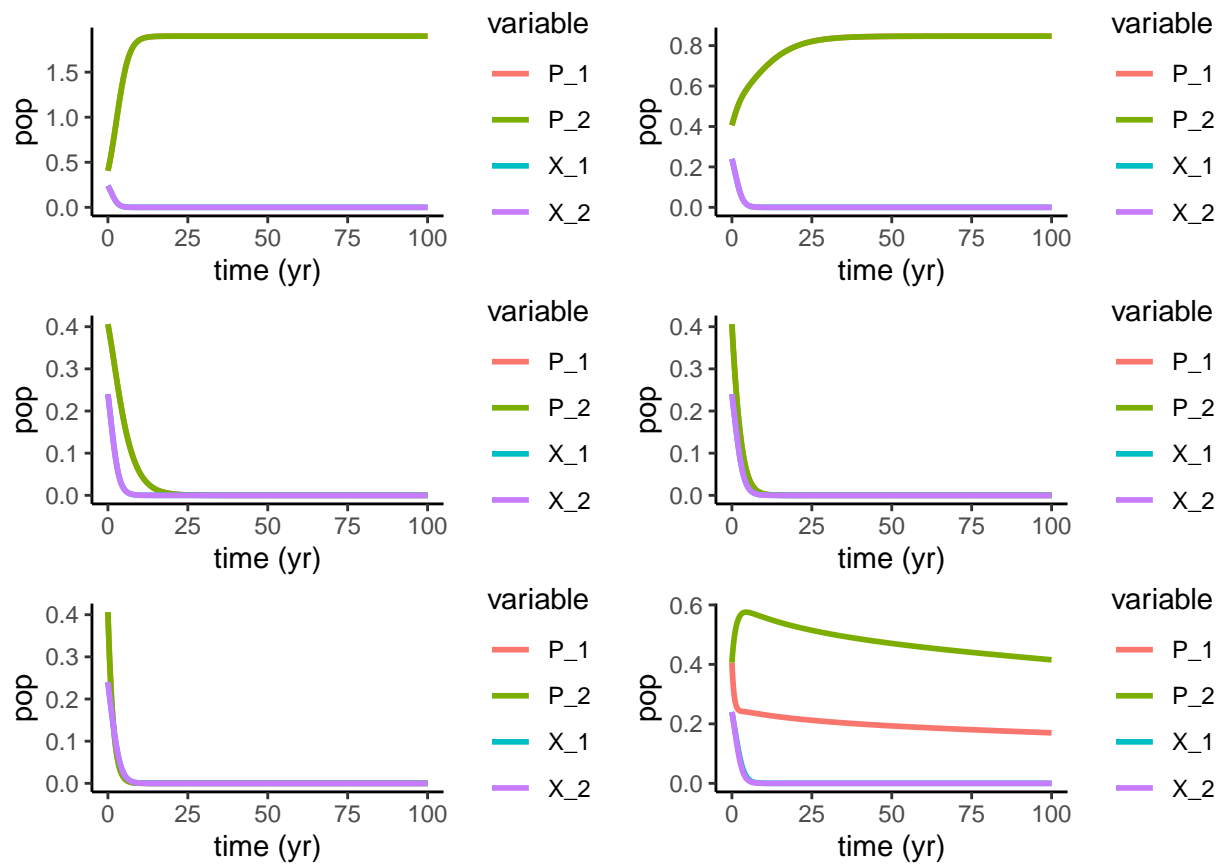 variable
1.5
1.0
0.5
0.0
pop
P_1
P_2
X_1
X_2
0 25 50 75 100
time (yr)
variable
0.8
0.6
0.4
0.2
0.0
pop
P_1
P_2
X_1
X_2
0 25 50 75 100
time (yr)
variable
0.4
0.3
0.2
0.1
0.0
pop
P_1
P_2
X_1
X_2
0 25 50 75 100
time (yr)
variable
0.4
0.3
0.2
0.1
0.0
pop
P_1
P_2
X_1
X_2
0 25 50 75 100
time (yr)
variable
0.4
0.3
0.2
0.1
0.0
pop
P_1
P_2
X_1
X_2
0 25 50 75 100
time (yr)
variable
0.6
0.4
0.2
0.0
pop
P_1
P_2
X_1
X_2
0 25 50 75 100
time (yr)